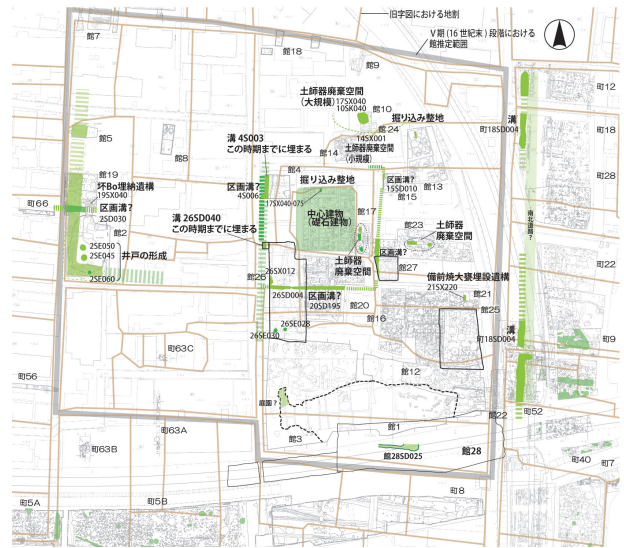 旧字図における地割
Ⅴ期(16世紀末)段階における
館推定範囲
館7
館18
館9
土師器廃棄空間
(大規模) 17SX040
10SK040
館10
館24
14SX001
土師器廃棄空間
(小規模)
館14
町12
溝
町18SD004
町18
町28
溝 4S003
この時期までに埋まる
館5
館8
掘り込み整地
館4
区画溝?
4S006
17SX040-075
区画溝?
15SD010
館13
館15
館19
坏Bo埋納遺構
19SX040
町66
区画溝?
2SD030
館2
溝 26SD040
この時期までに埋まる
中心建物
(礎石建物)
館17
館23
土師器
廃棄空間
南北道路?
2SE050
2SE045
井戸の形成
2SE060
土師器
廃棄空間
区画溝?
館27
備前焼大甕埋設遺構
21SX220
館21
町22
26SX012
館26
26SD004
区画溝?
20SD195
館20
館25
館16
26SE028
26SE030
溝
町18SD004
町9
町63C
町56
館12
庭園?
館22
町52
町63A
館1
館3
町63B
館28SD025
館28
町40
町7
町8
町5A
町5B